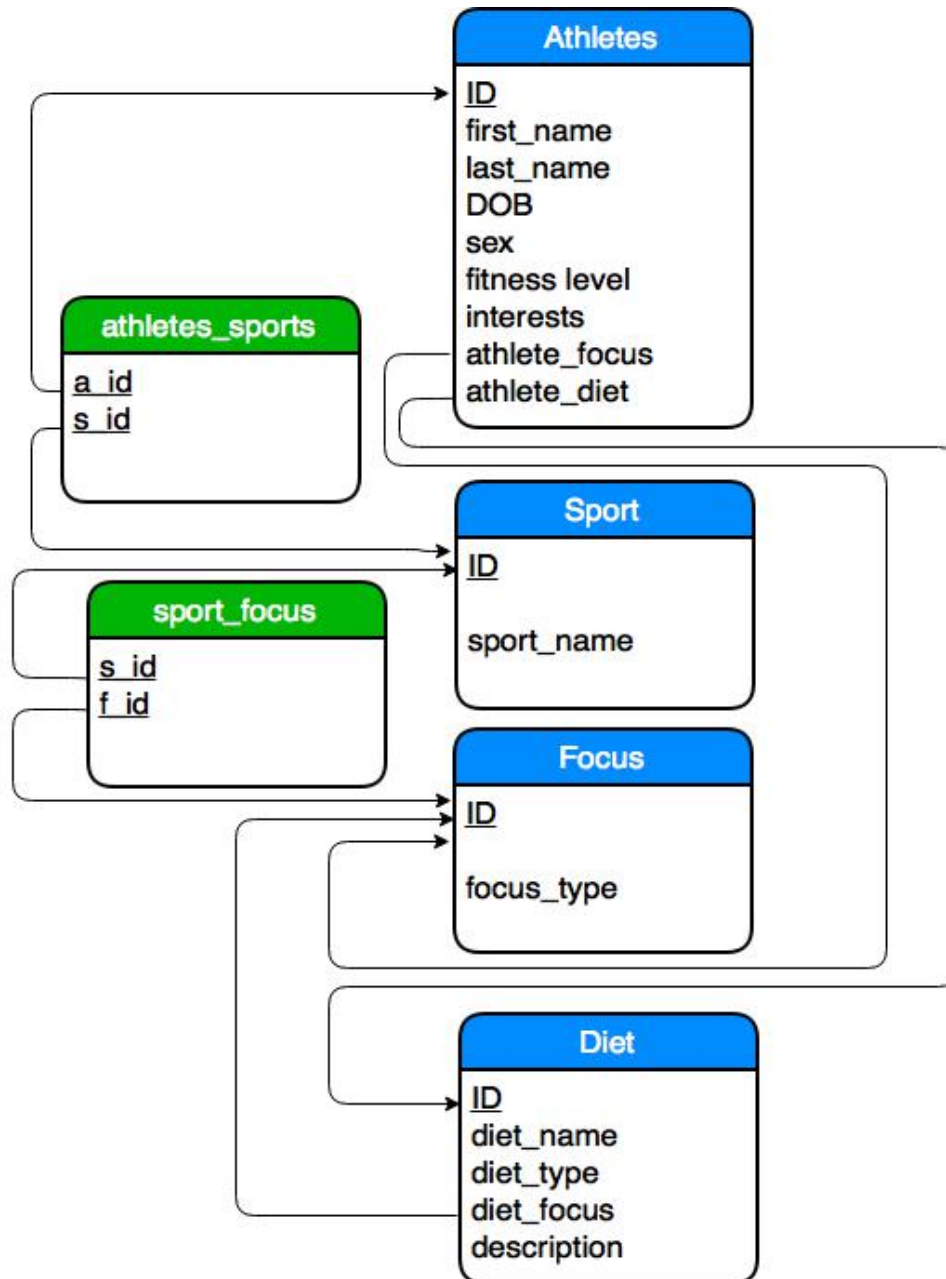 Athletes
ID
first_name
last_name
DOB
sex
fitness level
interests
athlete_focus
athlete_diet
athletes_sports
a_id
s_id
Sport
ID
sport_name
sport_focus
s_id
f_id
Focus
ID
focus_type
Diet
ID
diet_name
diet_type
diet_focus
description